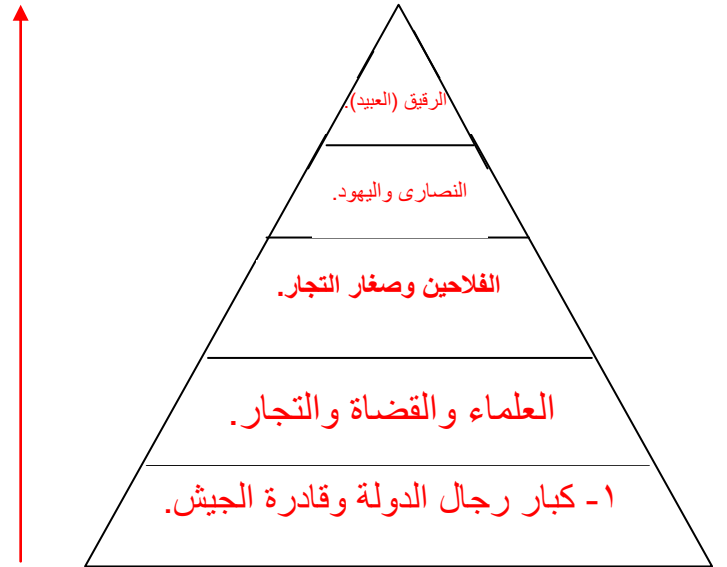 الرقيق (العبيد).
النصارى واليهود.
الفلاحين وصغار التجار.
العلماء والقضاة والتجار.
١- كبار رجال الدولة وقادرة الجيش.